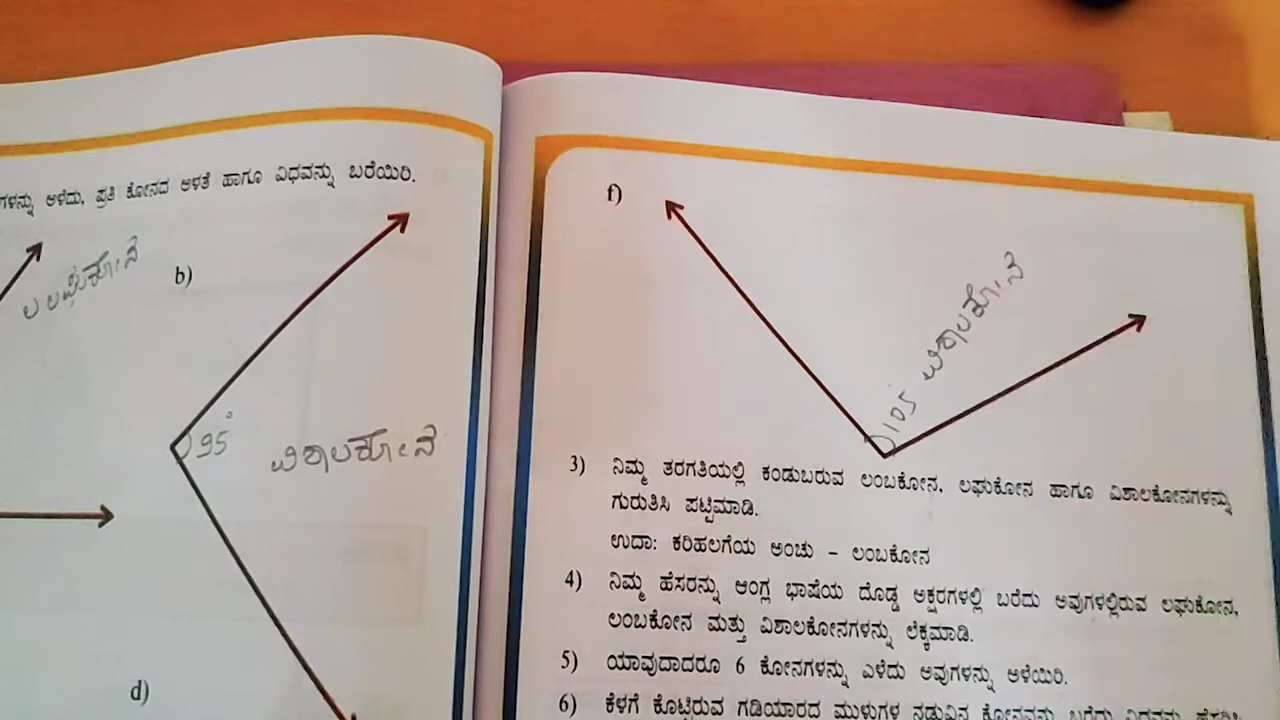 ಗಳನ್ನು ಅಳೆದು, ಪ್ರತಿ ಕೋನದ ಅಳತೆ ಹಾಗೂ ವಿಧವನ್ನು ಬರೆಯಿರಿ.
ಲಘುಕೋನ
b)
95° ವಿಶಾಲಕೋನ
d)
f)
105 ವಿಶಾಲಕೋನ
3) ನಿಮ್ಮ ತರಗತಿಯಲ್ಲಿ ಕಂಡುಬರುವ ಲಂಬಕೋನ, ಲಘುಕೋನ ಹಾಗೂ ವಿಶಾಲಕೋನಗಳನ್ನು
ಗುರುತಿಸಿ ಪಟ್ಟಿಮಾಡಿ.
ಉದಾ: ಕರಿಹಲಗೆಯ ಅಂಚು – ಲಂಬಕೋನ
4) ನಿಮ್ಮ ಹೆಸರನ್ನು ಆಂಗ್ಲ ಭಾಷೆಯ ದೊಡ್ಡ ಅಕ್ಷರಗಳಲ್ಲಿ ಬರೆದು ಅವುಗಳಲ್ಲಿರುವ ಲಘುಕೋನ,
ಲಂಬಕೋನ ಮತ್ತು ವಿಶಾಲಕೋನಗಳನ್ನು ಲೆಕ್ಕಮಾಡಿ.
5) ಯಾವುದಾದರೂ 6 ಕೋನಗಳನ್ನು ಎಳೆದು ಅವುಗಳನ್ನು ಅಳೆಯಿರಿ.
6) ಕೆಳಗೆ ಕೊಟ್ಟಿರುವ ಗಡಿಯಾರದ ಮುಳ್ಳುಗಳ ನಡುವಿನ ಕೋನವನ್ನು ಬರೆದು